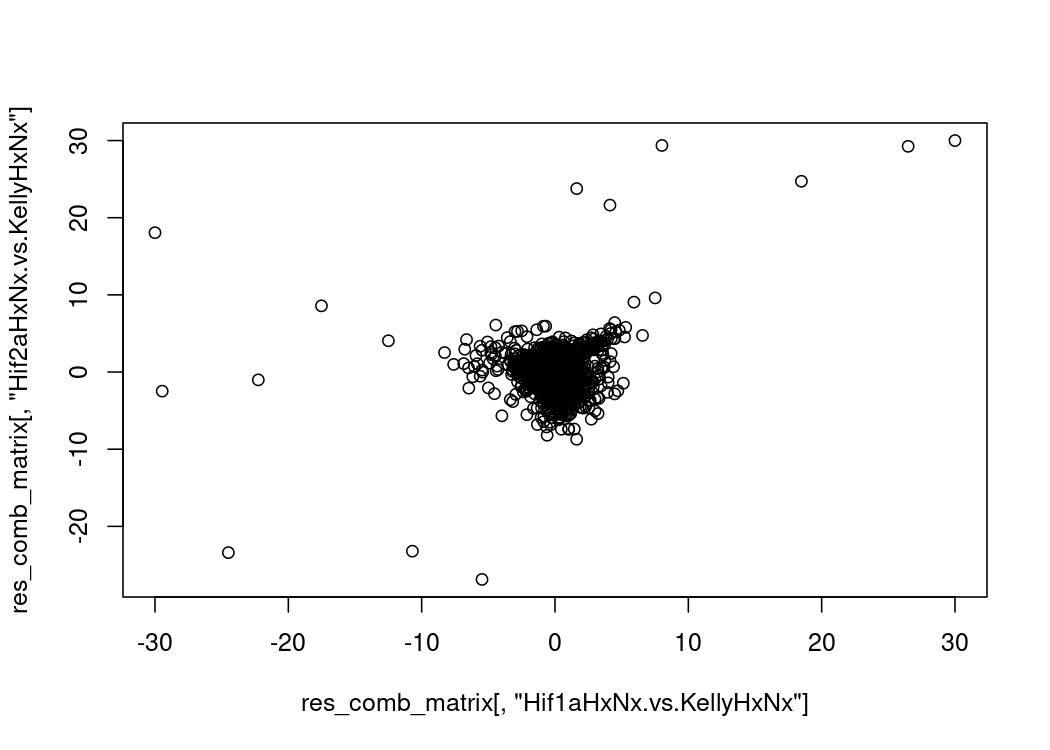 res_comb_matrix[, "Hif2aHxNx.vs.KellyHxNx"]
30
20
10
0
-10
-20
-30 -20 -10 0 10 20 30
res_comb_matrix[, "Hif1aHxNx.vs.KellyHxNx"]